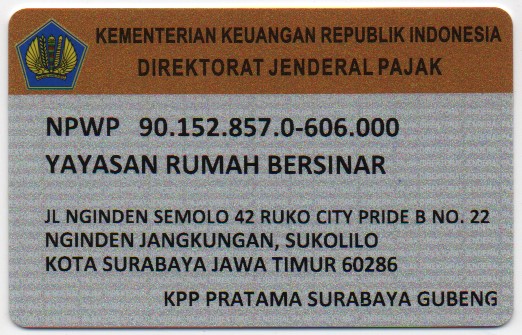 KEMENTERIAN KEUANGAN REPUBLIK INDONESIA
DIREKTORAT JENDERAL PAJAK
NPWP 90.152.857.0-606.000
YAYASAN RUMAH BERSINAR
JL NGINDEN SEMOLO 42 RUKO CITY PRIDE B NO. 22
NGINDEN JANGKUNGAN, SUKOLILO
KOTA SURABAYA JAWA TIMUR 60286
KPP PRATAMA SURABAYA GUBENG